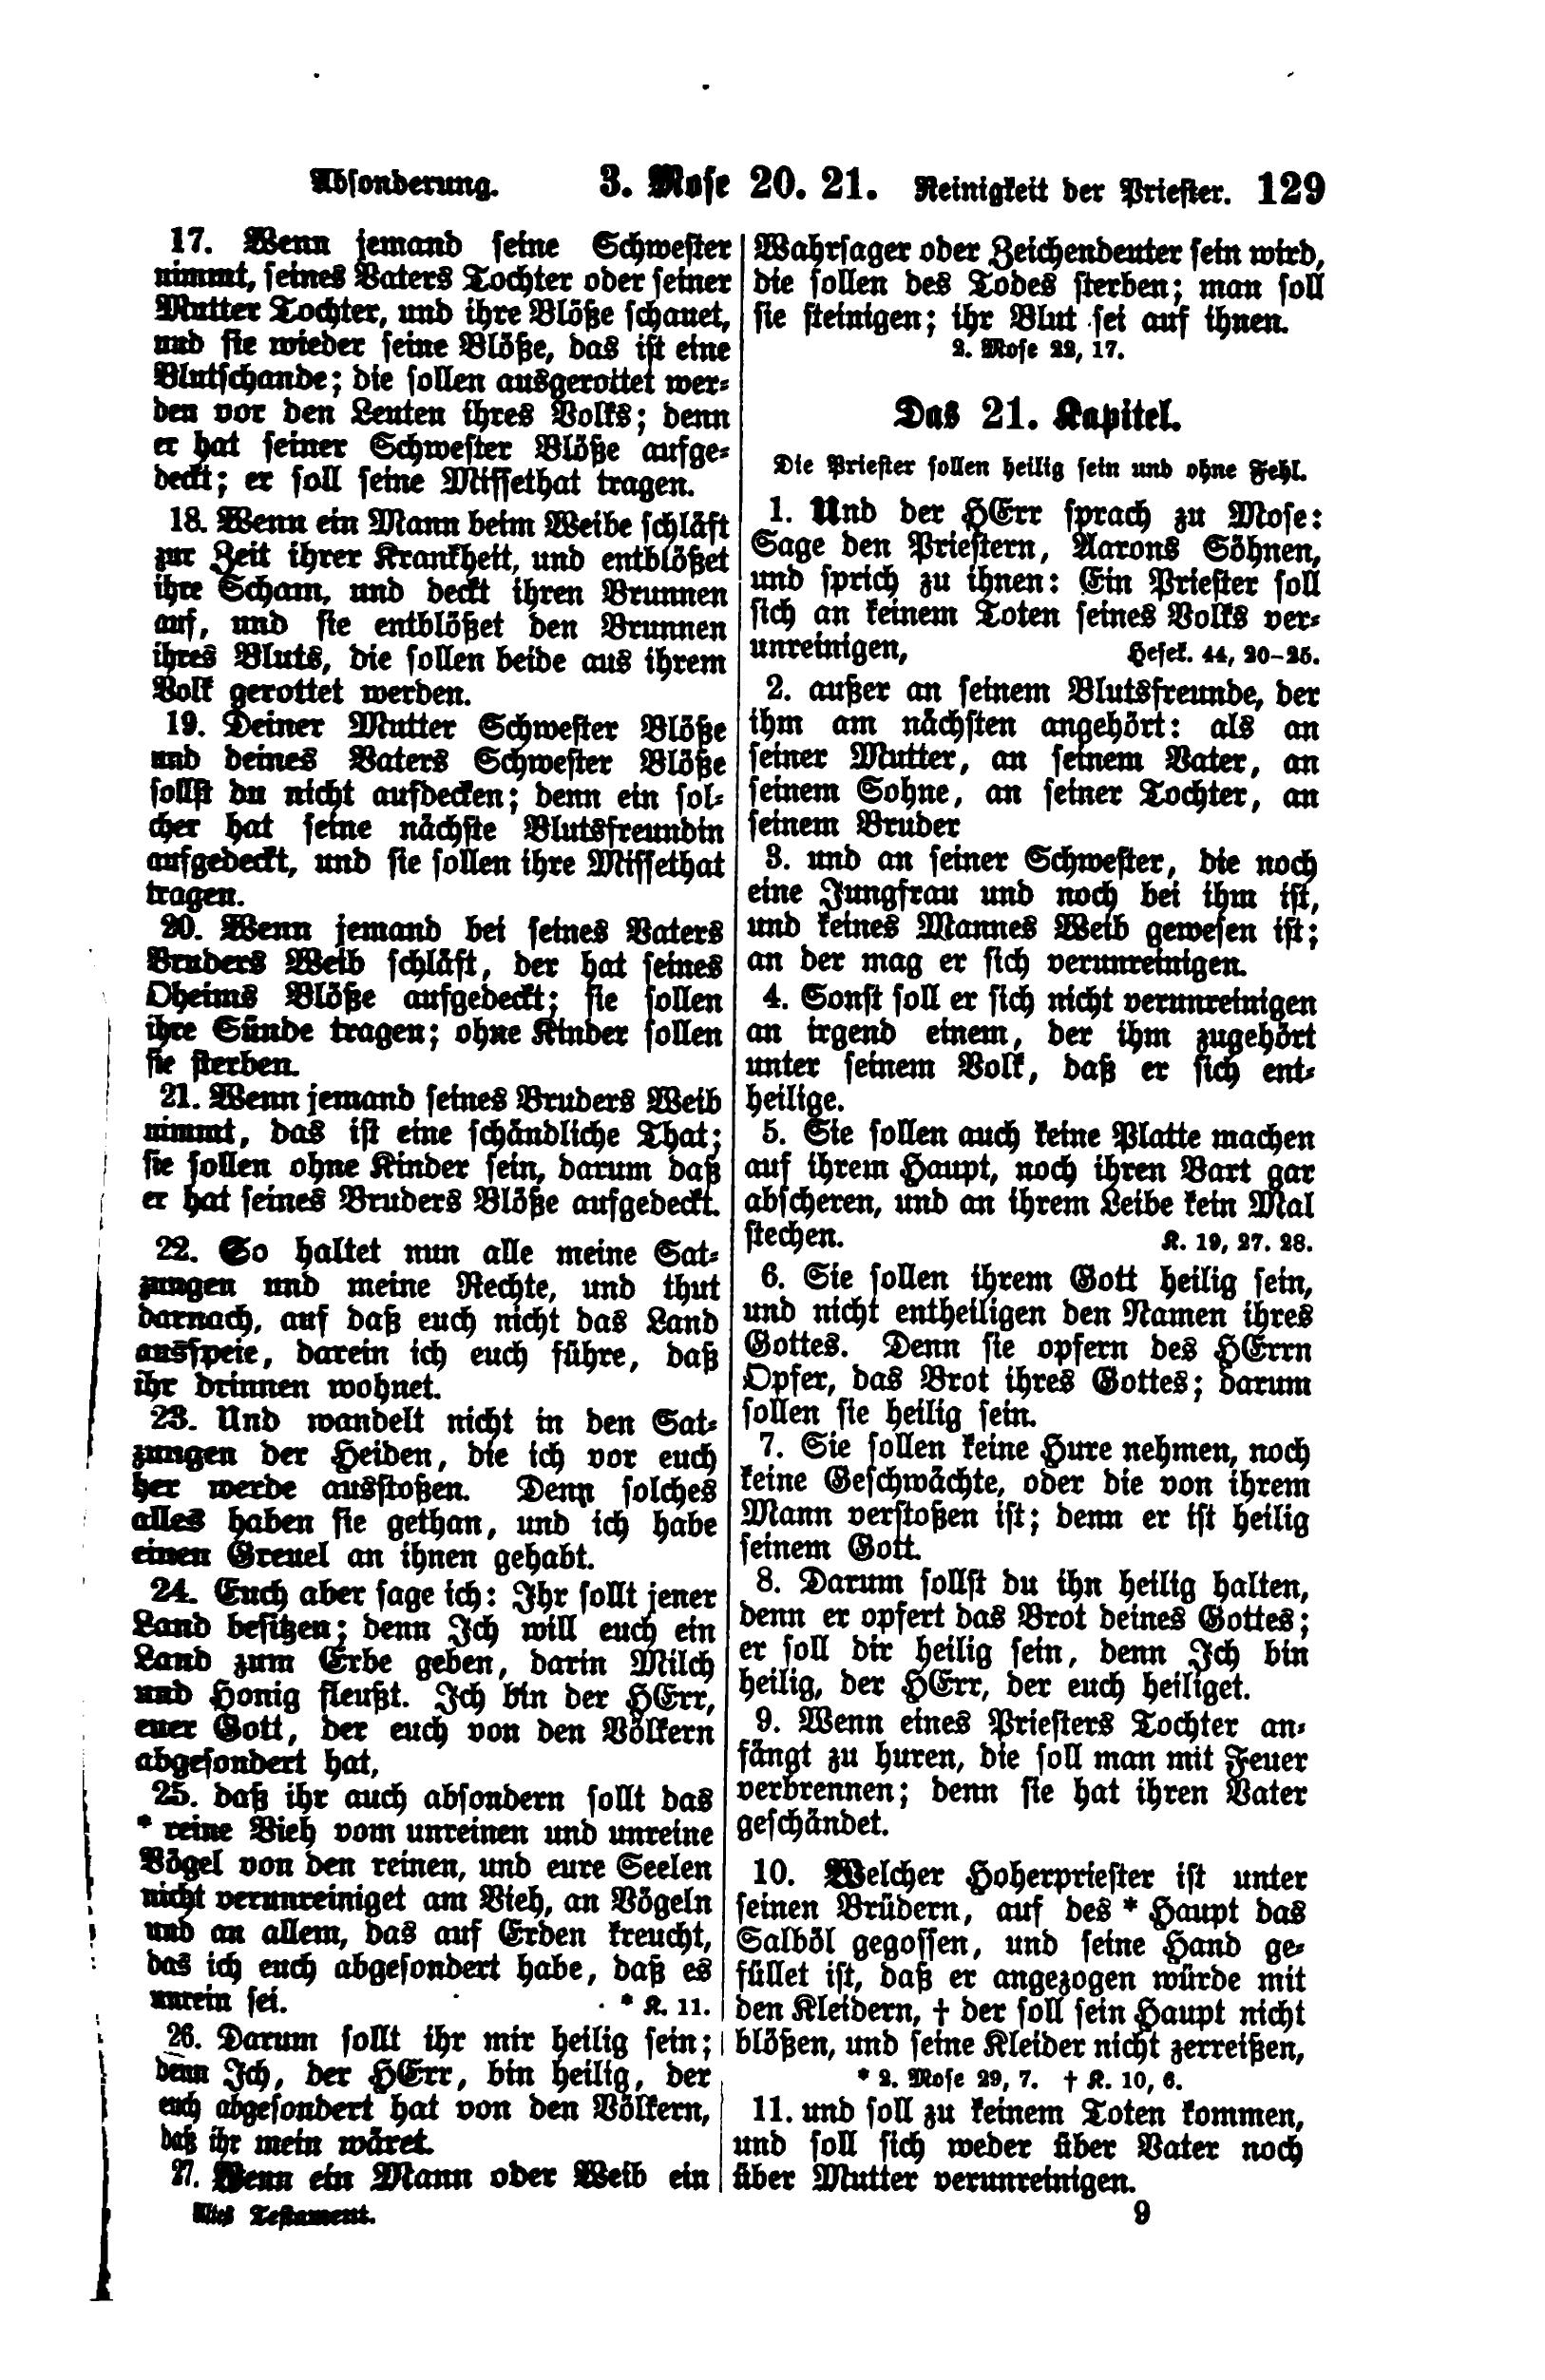 Absonderung. 3. Mose 20. 21. Reinigkeit der Priester. 129
17. Wenn jemand seine Schwester
nimmt, seines Vaters Tochter oder seiner
Mutter Tochter, und ihre Blöße schauet,
und sie wieder seine Blöße, das ist eine
Blutschande; die sollen ausgerottet wer-
den vor den Leuten ihres Volks; denn
er hat seiner Schwester Blöße aufge-
deckt; er soll seine Missethat tragen.
18. Wenn ein Mann beim Weibe schläft
zur Zeit ihrer Krankheit, und entblößet
ihre Scham, und deckt ihren Brunnen
auf, und sie entblößet den Brunnen
ihres Bluts, die sollen beide aus ihrem
Volk gerottet werden.
19. Deiner Mutter Schwester Blöße
und deines Vaters Schwester Blöße
sollst du nicht aufdecken; denn ein sol-
cher hat seine nächste Blutsfreundin
aufgedeckt, und sie sollen ihre Missethat
tragen.
20. Wenn jemand bei seines Vaters
Bruders Weib schläft, der hat seines
Oheims Blöße aufgedeckt; sie sollen
ihre Sünde tragen; ohne Kinder sollen
sie sterben.
21. Wenn jemand seines Bruders Weib
nimmt, das ist eine schändliche That;
sie sollen ohne Kinder sein, darum daß
er hat seines Bruders Blöße aufgedeckt.
22. So haltet nun alle meine Sat-
zungen und meine Rechte, und thut
darnach, auf daß euch nicht das Land
ausspeie, darein ich euch führe, daß
ihr drinnen wohnet.
23. Und wandelt nicht in den Sat-
zungen der Heiden, die ich vor euch
her werde ausstoßen. Denn solches
alles haben sie gethan, und ich habe
einen Greuel an ihnen gehabt.
24. Euch aber sage ich: Ihr sollt jener
Land besitzen; denn Ich will euch ein
Land zum Erbe geben, darin Milch
und Honig fleußt. Ich bin der HErr,
euer Gott, der euch von den Völkern
abgesondert hat,
25. daß ihr auch absondern sollt das
* reine Vieh vom unreinen und unreine
Vögel von den reinen, und eure Seelen
nicht verunreiniget am Vieh, an Vögeln
und an allem, das auf Erden kreucht,
das ich euch abgesondert habe, daß es
unrein sei. * K. 11.
26. Darum sollt ihr mir heilig sein;
denn Ich, der HErr, bin heilig, der
euch abgesondert hat von den Völkern,
daß ihr mein wäret.
27. Wenn ein Mann oder Weib ein
Altes Testament.
Wahrsager oder Zeichendeuter sein wird,
die sollen des Todes sterben; man soll
sie steinigen; ihr Blut sei auf ihnen.
2. Mose 22, 17.
Das 21. Kapitel.
Die Priester sollen heilig sein und ohne Fehl.
1. Und der HErr sprach zu Mose:
Sage den Priestern, Aarons Söhnen,
und sprich zu ihnen: Ein Priester soll
sich an keinem Toten seines Volks ver-
unreinigen, Hesek. 44, 20-25.
2. außer an seinem Blutsfreunde, der
ihm am nächsten angehört: als an
seiner Mutter, an seinem Vater, an
seinem Sohne, an seiner Tochter, an
seinem Bruder
3. und an seiner Schwester, die noch
eine Jungfrau und noch bei ihm ist,
und keines Mannes Weib gewesen ist;
an der mag er sich verunreinigen.
4. Sonst soll er sich nicht verunreinigen
an irgend einem, der ihm zugehört
unter seinem Volk, daß er sich ent-
heilige.
5. Sie sollen auch keine Platte machen
auf ihrem Haupt, noch ihren Bart gar
abscheren, und an ihrem Leibe kein Mal
stechen. K. 19, 27. 28.
6. Sie sollen ihrem Gott heilig sein,
und nicht entheiligen den Namen ihres
Gottes. Denn sie opfern des HErrn
Opfer, das Brot ihres Gottes; darum
sollen sie heilig sein.
7. Sie sollen keine Hure nehmen, noch
keine Geschwächte, oder die von ihrem
Mann verstoßen ist; denn er ist heilig
seinem Gott.
8. Darum sollst du ihn heilig halten,
denn er opfert das Brot deines Gottes;
er soll dir heilig sein, denn Ich bin
heilig, der HErr, der euch heiliget.
9. Wenn eines Priesters Tochter an-
fängt zu huren, die soll man mit Feuer
verbrennen; denn sie hat ihren Vater
geschändet.
10. Welcher Hoherpriester ist unter
seinen Brüdern, auf des * Haupt das
Salböl gegossen, und seine Hand ge-
füllet ist, daß er angezogen würde mit
den Kleidern, † der soll sein Haupt nicht
blößen, und seine Kleider nicht zerreißen,
* 2. Mose 29, 7. † K. 10, 6.
11. und soll zu keinem Toten kommen,
und soll sich weder über Vater noch
über Mutter verunreinigen.
9